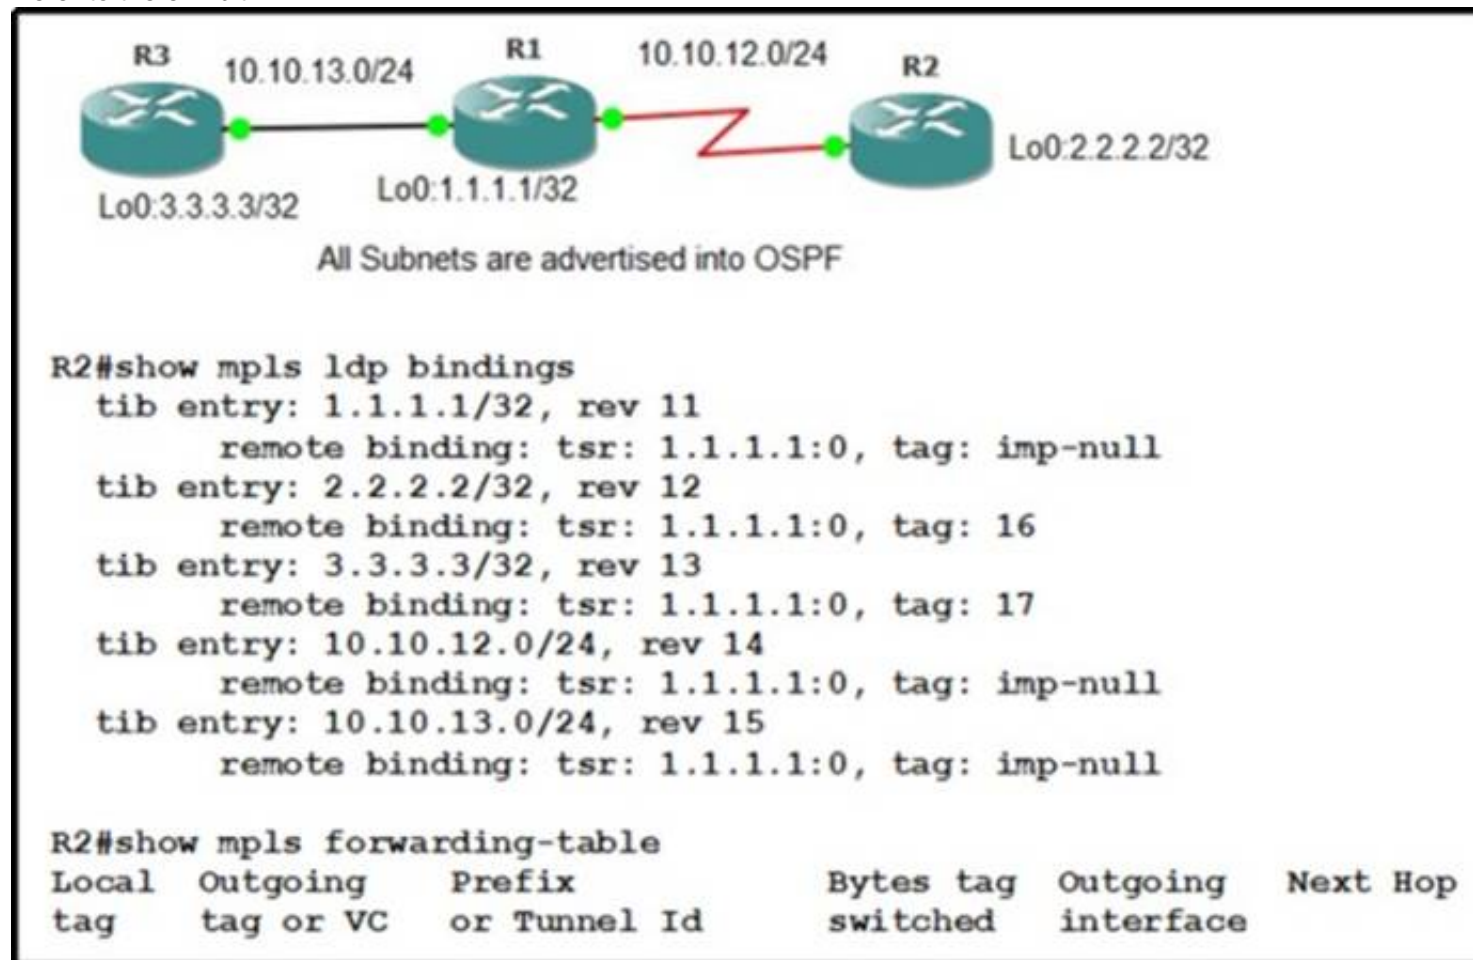 R3 10.10.13.0/24 R1 10.10.12.0/24 R2
Lo0:3.3.3.3/32 Lo0:1.1.1.1/32 Lo0:2.2.2.2/32
All Subnets are advertised into OSPF
R2#show mpls ldp bindings
tib entry: 1.1.1.1/32, rev 11
remote binding: tsr: 1.1.1.1:0, tag: imp-null
tib entry: 2.2.2.2/32, rev 12
remote binding: tsr: 1.1.1.1:0, tag: 16
tib entry: 3.3.3.3/32, rev 13
remote binding: tsr: 1.1.1.1:0, tag: 17
tib entry: 10.10.12.0/24, rev 14
remote binding: tsr: 1.1.1.1:0, tag: imp-null
tib entry: 10.10.13.0/24, rev 15
remote binding: tsr: 1.1.1.1:0, tag: imp-null
R2#show mpls forwarding-table
Local Outgoing Prefix Bytes tag Outgoing Next Hop
tag tag or VC or Tunnel Id switched interface